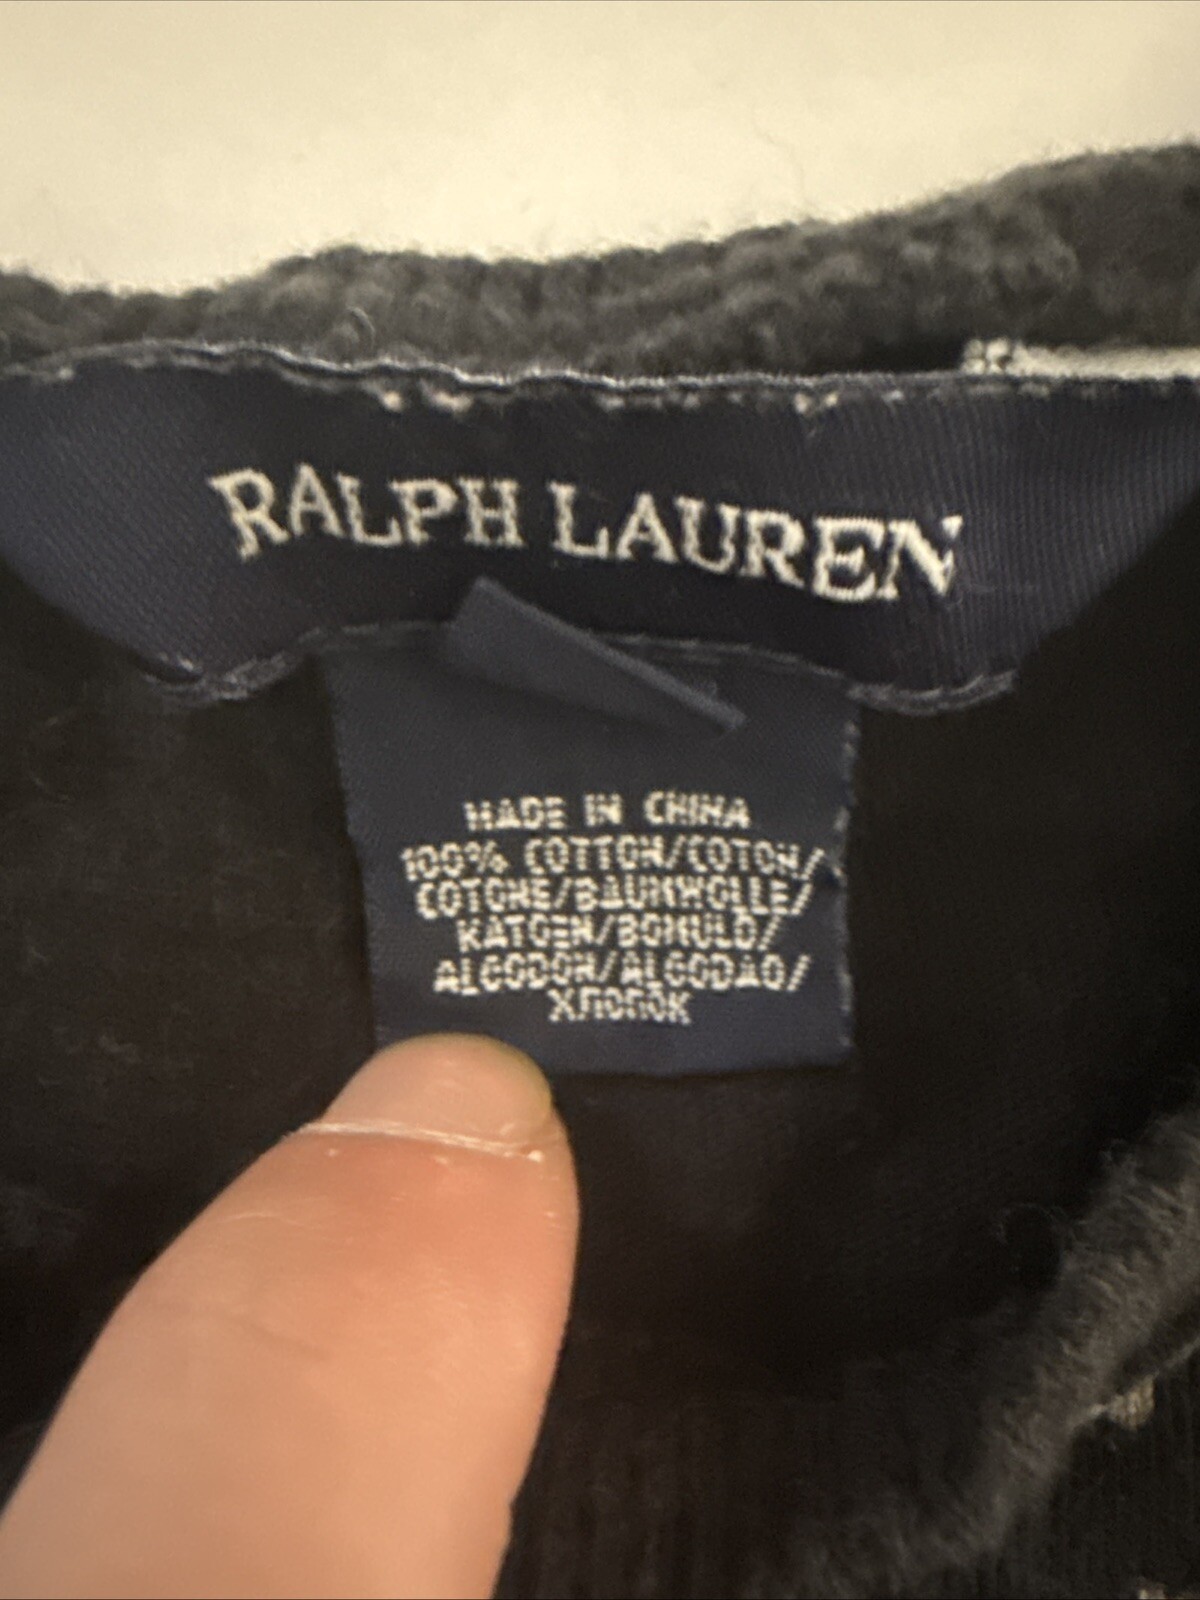 RALPH LAUREN
MADE IN CHINA
100% COTTON/COTON/
COTONE/BAUMWOLLE/
KATOEN/BOMULD/
ALGODON/ALGODAO/
ХЛОПОК